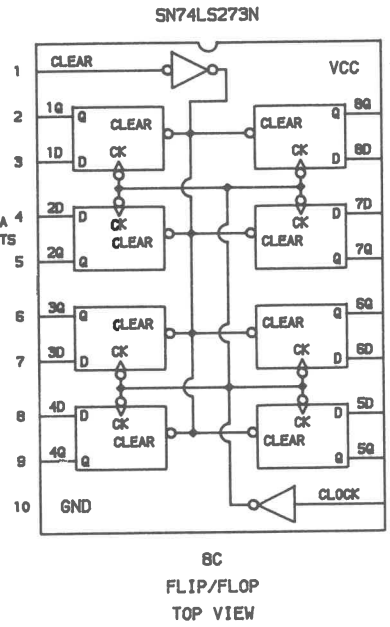 SN74LS273N
1 CLEAR VCC
2 1Q Q CLEAR CLEAR Q 8Q
3 1D D CK CK D 8D
A
TS
4 2D D CK CK D 7D
5 2Q Q CLEAR CLEAR Q 7Q
6 3Q Q CLEAR CLEAR Q 6Q
7 3D D CK CK D 6D
8 4D D CK CK D 5D
9 4Q Q CLEAR CLEAR Q 5Q
10 GND CLOCK
8C
FLIP/FLOP
TOP VIEW